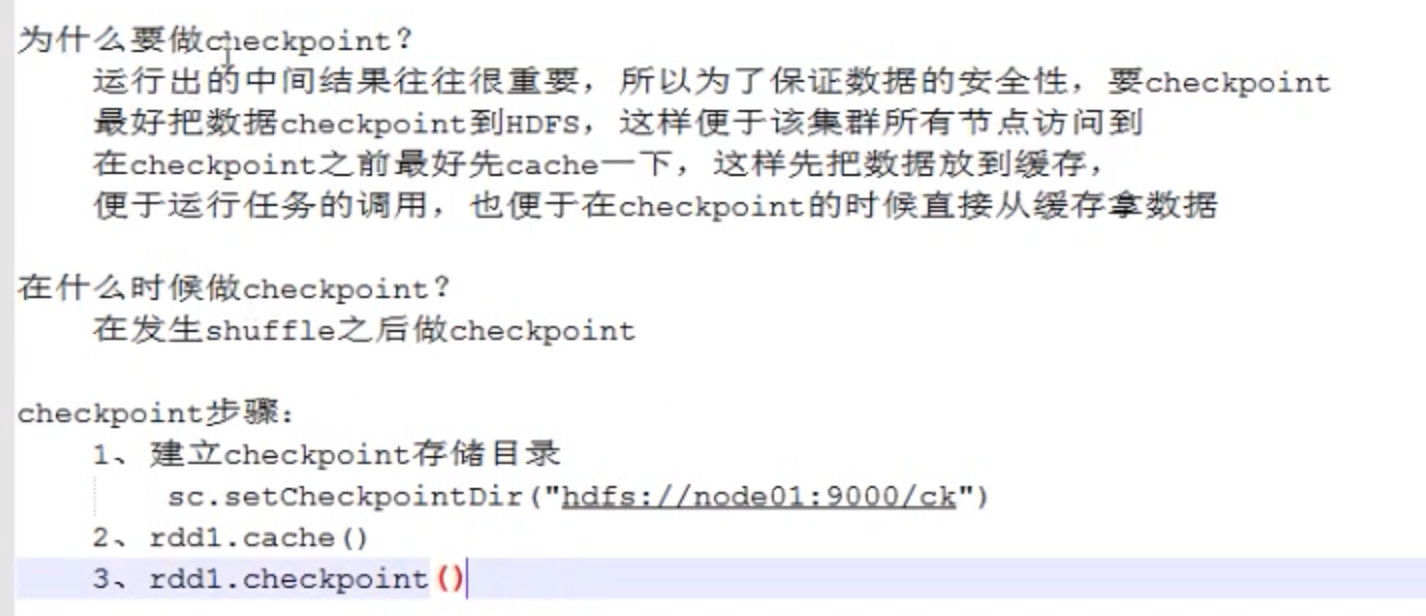 为什么要做checkpoint？
运行出的中间结果往往很重要，所以为了保证数据的安全性，要checkpoint
最好把数据checkpoint到HDFS，这样便于该集群所有节点访问到
在checkpoint之前最好先cache一下，这样先把数据放到缓存，
便于运行任务的调用，也便于在checkpoint的时候直接从缓存拿数据
在什么时候做checkpoint？
在发生shuffle之后做checkpoint
checkpoint步骤：
1、建立checkpoint存储目录
sc.setCheckpointDir("hdfs://node01:9000/ck")
2、rdd1.cache()
3、rdd1.checkpoint()